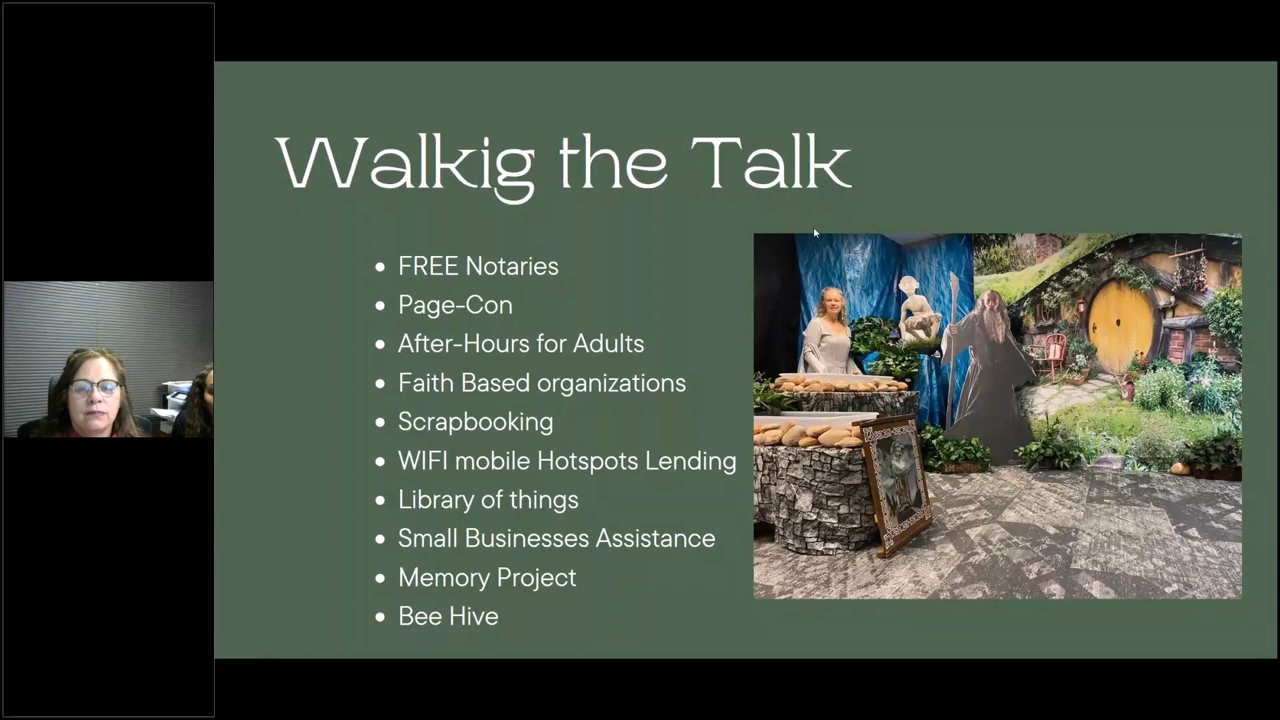 Walkig the Talk
• FREE Notaries
• Page-Con
• After-Hours for Adults
• Faith Based organizations
• Scrapbooking
• WIFI mobile Hotspots Lending
• Library of things
• Small Businesses Assistance
• Memory Project
• Bee Hive